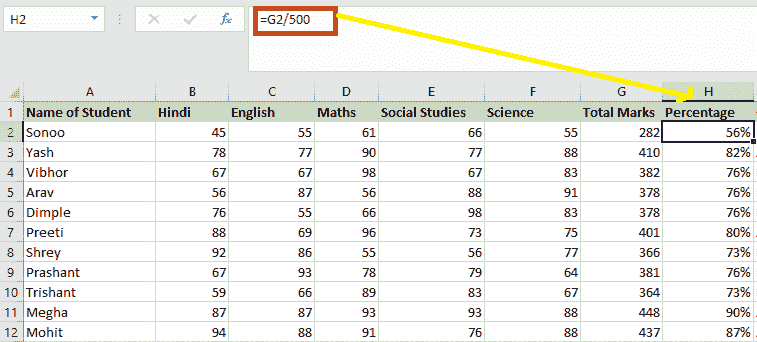 H2 fx =G2/500
A B C D E F G H
1 Name of Student Hindi English Maths Social Studies Science Total Marks Percentage
2 Sonoo 45 55 61 66 55 282 56%
3 Yash 78 77 90 77 88 410 82%
4 Vibhor 67 67 98 67 83 382 76%
5 Arav 56 87 56 88 91 378 76%
6 Dimple 76 55 66 98 83 378 76%
7 Preeti 88 69 96 73 75 401 80%
8 Shrey 92 86 55 56 77 366 73%
9 Prashant 67 93 78 79 64 381 76%
10 Trishant 59 66 89 83 67 364 73%
11 Megha 87 87 93 93 88 448 90%
12 Mohit 94 88 91 76 88 437 87%